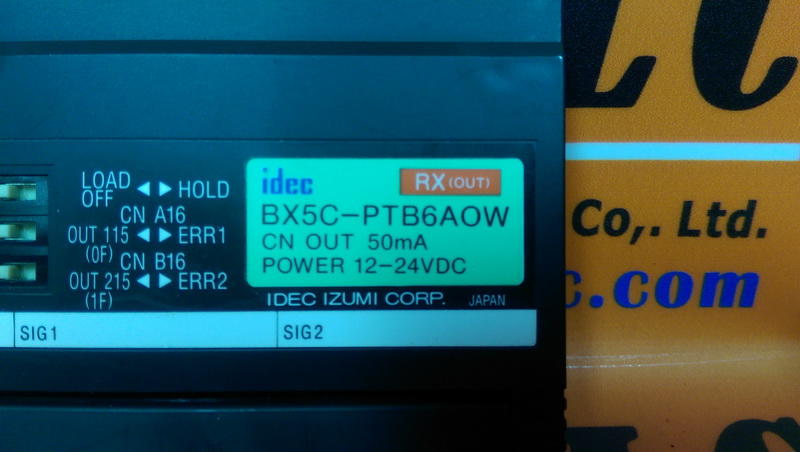 LOAD OFF ◀ ▶ HOLD
CN A16
OUT 115 ◀ ▶ ERR1
(0F)
CN B16
OUT 215 ◀ ▶ ERR2
(1F)
idec RX (OUT)
BX5C-PTB6AOW
CN OUT 50mA
POWER 12-24VDC
IDEC IZUMI CORP. JAPAN
SIG1 SIG2
Co,. Ltd.
c.com